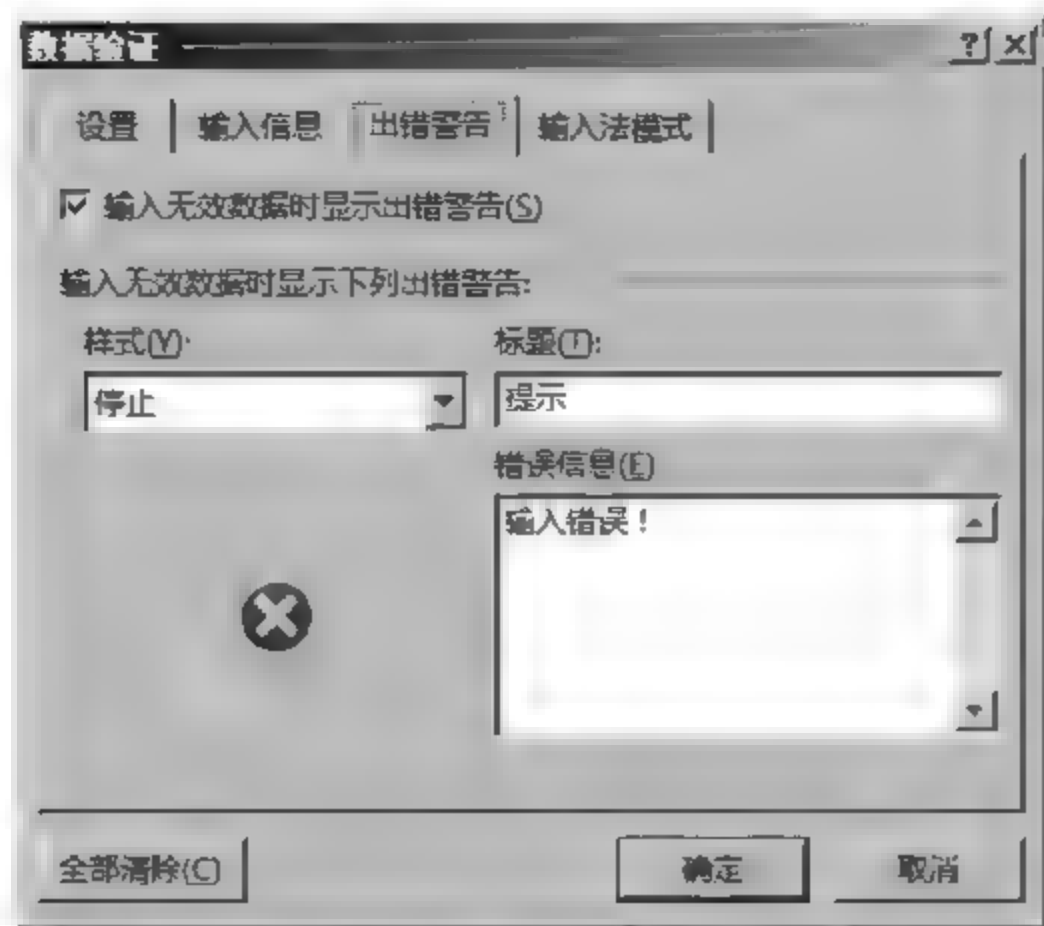 数据验证
设置 输入信息 出错警告 输入法模式
输入无效数据时显示出错警告(S)
输入无效数据时显示下列出错警告:
样式(Y): 标题(T):
停止 提示
错误信息(E)
输入错误！
全部清除(C) 确定 取消